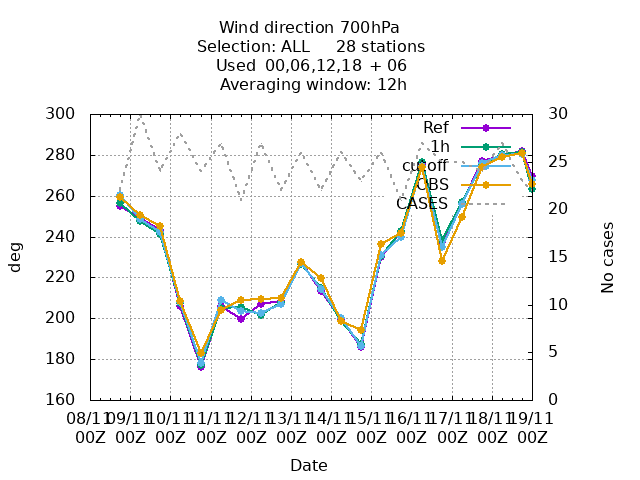 Wind direction 700hPa
Selection: ALL 28 stations
Used 00,06,12,18 + 06
Averaging window: 12h
300
280
260
240
220
200
180
160
30
25
20
15
10
5
0
Ref
1h
cutoff
OBS
CASES
deg
No cases
08/11 09/11 10/11 11/11 12/11 13/11 14/11 15/11 16/11 17/11 18/11 19/11
00Z 00Z 00Z 00Z 00Z 00Z 00Z 00Z 00Z 00Z 00Z 00Z
Date